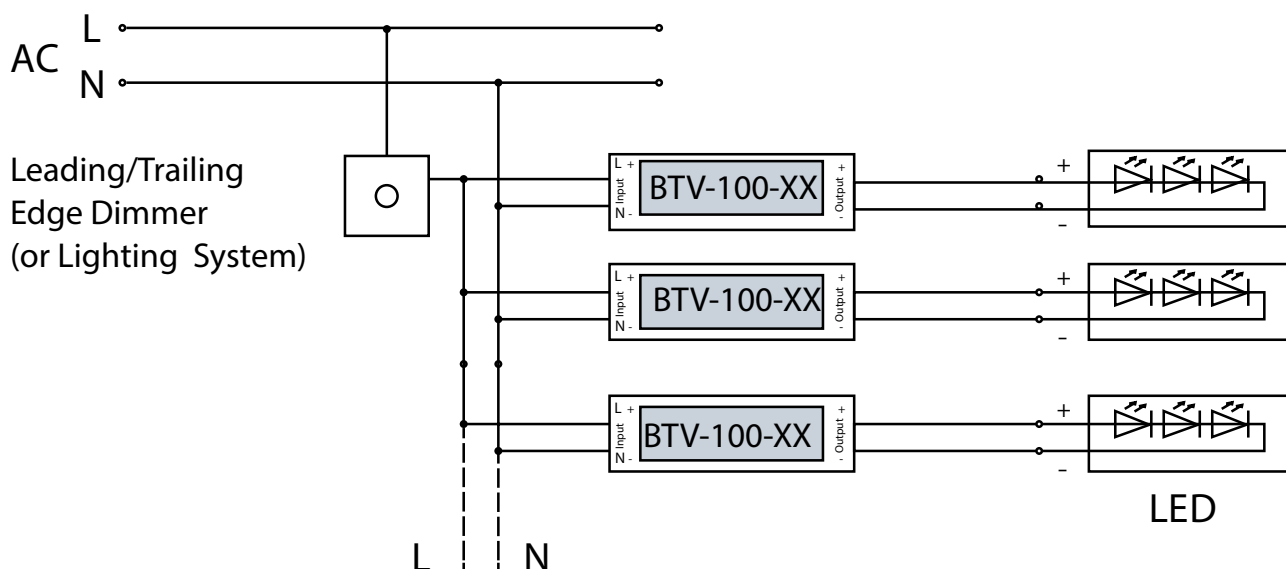 L
AC
N
Leading/Trailing
Edge Dimmer
(or Lighting System)
L +
Input
N -
BTV-100-XX
+
Output
-
+
–
L +
Input
N -
BTV-100-XX
+
Output
-
+
–
L +
Input
N -
BTV-100-XX
+
Output
-
+
–
LED
L N